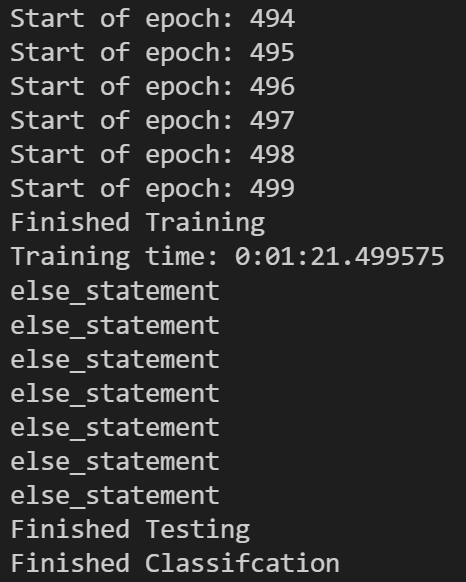 Start of epoch: 494
Start of epoch: 495
Start of epoch: 496
Start of epoch: 497
Start of epoch: 498
Start of epoch: 499
Finished Training
Training time: 0:01:21.499575
else_statement
else_statement
else_statement
else_statement
else_statement
else_statement
else_statement
Finished Testing
Finished Classifcation